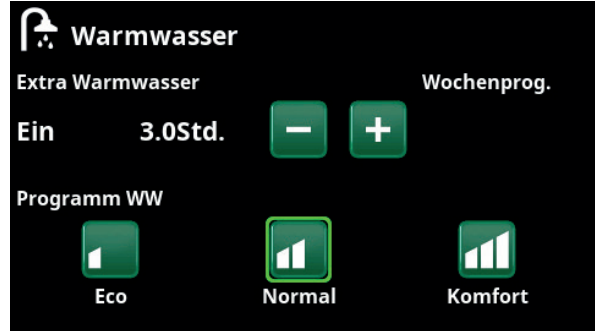 Warmwasser
Extra Warmwasser Wochenprog.
Ein 3.0Std. − +
Programm WW
Eco Normal Komfort